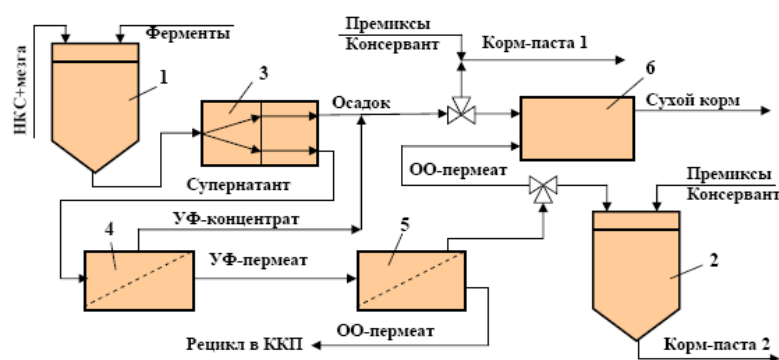 Ферменты
НКС+мезга
1
3
Осадок
Супернатант
Премиксы
Консервант
Корм-паста 1
6
Сухой корм
ОО-пермеат
Премиксы
Консервант
УФ-концентрат
4
УФ-пермеат
5
2
ОО-пермеат
Рецикл в ККП
Корм-паста 2